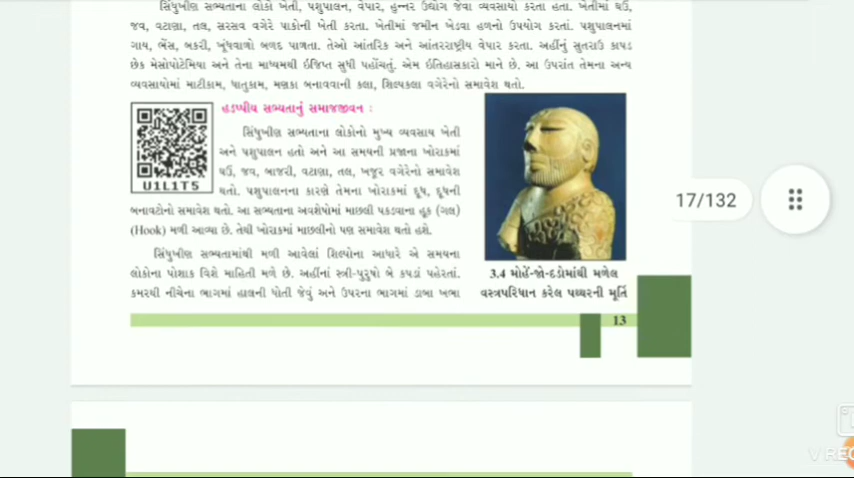 સિંધુખીણ સભ્યતાના લોકો ખેતી, પશુપાલન, વેપાર, હુન્નર ઉદ્યોગ જેવા વ્યવસાયો કરતા હતા. ખેતીમાં ઘઉં,
જવ, વટાણા, તલ, સરસવ વગેરે પાકોની ખેતી કરતા. ખેતીમાં જમીન ખેડવા હળનો ઉપયોગ કરતાં. પશુપાલનમાં
ગાય, ભેંસ, બકરી, ખૂંધવાળો બળદ પાળતા. તેઓ આંતરિક અને આંતરરાષ્ટ્રીય વેપાર કરતા. અહીંનું સુતરાઉ કાપડ
છેક મેસોપોટેમિયા અને તેના માધ્યમથી ઇજિપ્ત સુધી પહોંચતું. એમ ઇતિહાસકારો માને છે. આ ઉપરાંત તેમના અન્ય
વ્યવસાયોમાં માટીકામ, ધાતુકામ, મણકા બનાવવાની કલા, શિલ્પકલા વગેરેનો સમાવેશ થતો.
હડપ્પીય સભ્યતાનું સમાજજીવન :
સિંધુખીણ સભ્યતાના લોકોનો મુખ્ય વ્યવસાય ખેતી
અને પશુપાલન હતો અને આ સમયની પ્રજાના ખોરાકમાં
ઘઉં, જવ, બાજરી, વટાણા, તલ, ખજૂર વગેરેનો સમાવેશ
U1L1T5
થતો. પશુપાલનના કારણે તેમના ખોરાકમાં દૂધ, દૂધની
બનાવટોનો સમાવેશ થતો. આ સભ્યતાના અવશેષોમાં માછલી પકડવાના હૂક (ગલ)
(Hook) મળી આવ્યા છે. તેથી ખોરાકમાં માછલીનો પણ સમાવેશ થતો હશે.
સિંધુખીણ સભ્યતામાંથી મળી આવેલાં શિલ્પોના આધારે એ સમયના
લોકોના પોશાક વિશે માહિતી મળે છે. અહીંનાં સ્ત્રી-પુરુષો બે કપડાં પહેરતાં.
કમરથી નીચેના ભાગમાં હાલની ધોતી જેવું અને ઉપરના ભાગમાં ડાબા ખભા
3.4 મોહેં-જો-દડોમાંથી મળેલ
વસ્ત્રપરિધાન કરેલ પથ્થરની મૂર્તિ
13
17/132
V REC